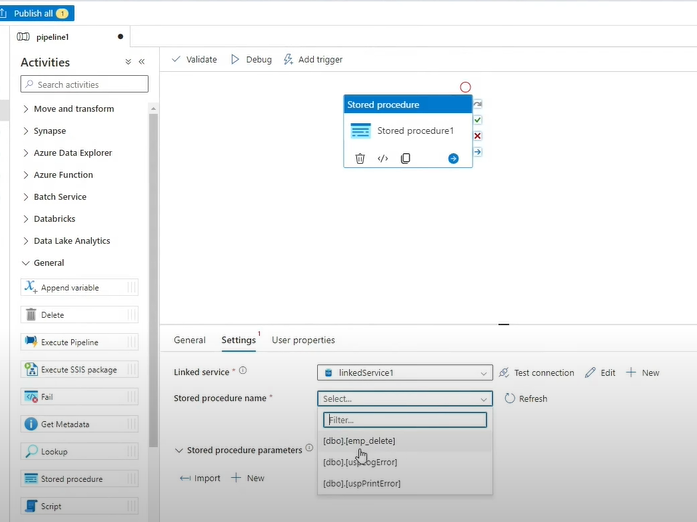 Publish all 1
pipeline1
Activities
Validate Debug Add trigger
Search activities
Move and transform
Synapse
Azure Data Explorer
Azure Function
Batch Service
Databricks
Data Lake Analytics
General
Append variable
Delete
Execute Pipeline
Execute SSIS package
Fail
Get Metadata
Lookup
Stored procedure
Script
Stored procedure
Stored procedure1
General Settings 1 User properties
Linked service * linkedService1 Test connection Edit New
Stored procedure name * Select... Refresh
Filter...
[dbo].[emp_delete]
Stored procedure parameters
[dbo].[uspLogError]
Import New
[dbo].[uspPrintError]